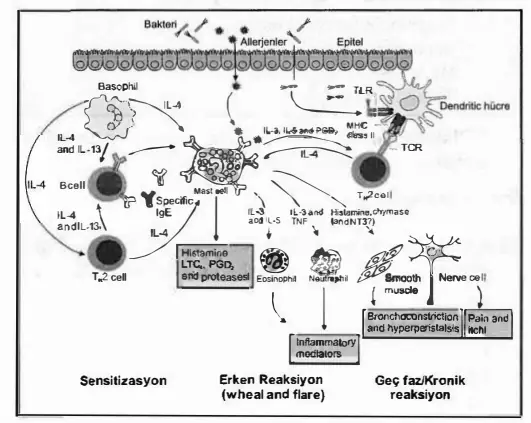 Bakteri
Allerjenler
Epitel
Basophil
TLR
Dendritic hücre
MHC
class II
TCR
IL-4
IL-3, IL-5 and PGD₂
IL-4
IL-4
and IL-13
IL-4
B cell
Specific
IgE
Mast cell
Tн2 cell
IL-4
and IL-13
IL-4
Tн2 cell
IL-3
and IL-5
IL-3 and
TNF
Histamine, chymase
(and NT3?)
Histamine
LTC₄, PGD₂
and proteases
Eosinophil
Neutrophil
Smooth
muscle
Nerve cell
Bronchoconstriction
and hyperperistalsis
Pain and
itch
Inflammatory
mediators
Sensitizasyon
Erken Reaksiyon
(wheal and flare)
Geç faz/Kronik
reaksiyon